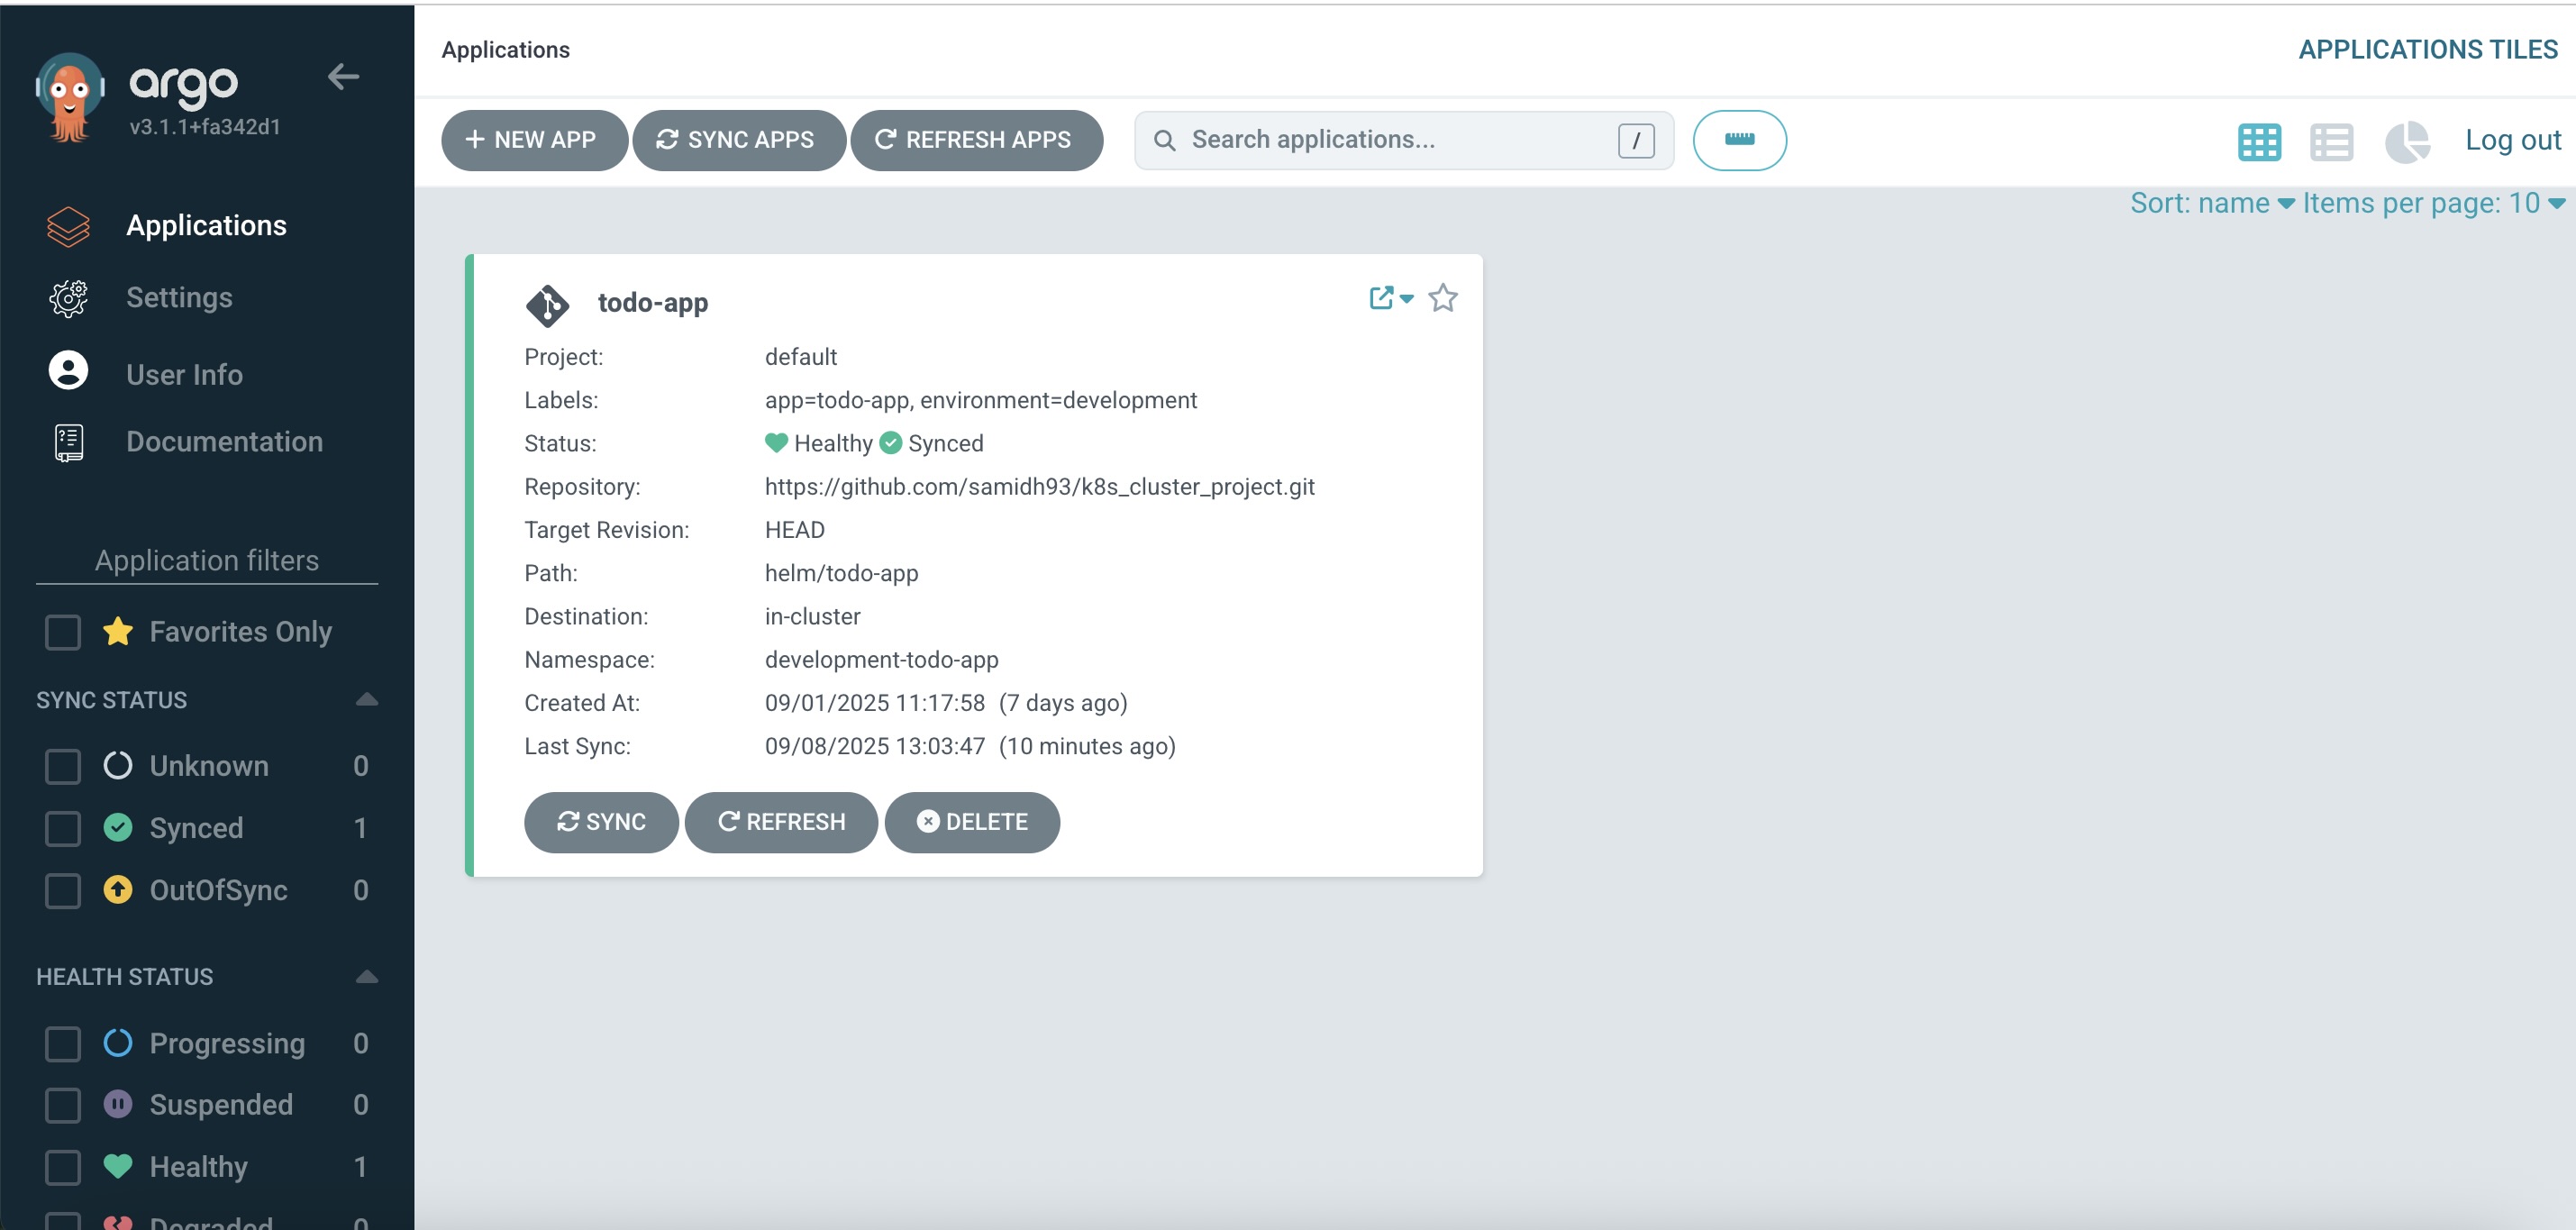 argo
v3.1.1+fa342d1
Applications
Settings
User Info
Documentation
Application filters
Favorites Only
SYNC STATUS
Unknown 0
Synced 1
OutOfSync 0
HEALTH STATUS
Progressing 0
Suspended 0
Healthy 1
Degraded 0
Applications
APPLICATIONS TILES
+ NEW APP
SYNC APPS
REFRESH APPS
Search applications...
/
Log out
Sort: name
Items per page: 10
todo-app
Project: default
Labels: app=todo-app, environment=development
Status: Healthy Synced
Repository: https://github.com/samidh93/k8s_cluster_project.git
Target Revision: HEAD
Path: helm/todo-app
Destination: in-cluster
Namespace: development-todo-app
Created At: 09/01/2025 11:17:58 (7 days ago)
Last Sync: 09/08/2025 13:03:47 (10 minutes ago)
SYNC
REFRESH
DELETE